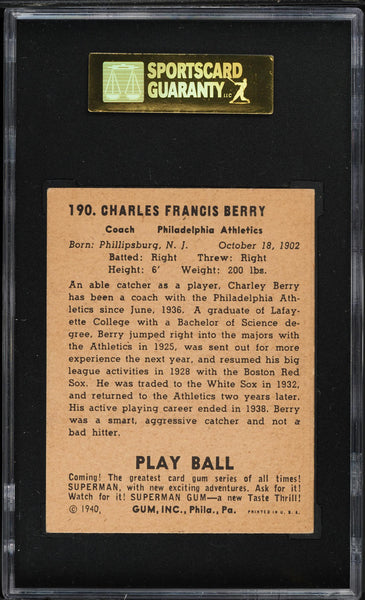 SPORTSCARD
GUARANTY LLC
190. CHARLES FRANCIS BERRY
Coach Philadelphia Athletics
Born: Phillipsburg, N. J. October 18, 1902
Batted: Right Threw: Right
Height: 6' Weight: 200 lbs.
An able catcher as a player, Charley Berry
has been a coach with the Philadelphia Ath-
letics since June, 1936. A graduate of Lafay-
ette College with a Bachelor of Science de-
gree, Berry jumped right into the majors with
the Athletics in 1925, was sent out for more
experience the next year, and resumed his big
league activities in 1928 with the Boston Red
Sox. He was traded to the White Sox in 1932,
and returned to the Athletics two years later.
His active playing career ended in 1938. Berry
was a smart, aggressive catcher and not a
bad hitter.
PLAY BALL
Coming! The greatest card gum series of all times!
SUPERMAN, with new exciting adventures. Ask for it!
Watch for it! SUPERMAN GUM—a new Taste Thrill!
© 1940, GUM, INC., Phila., Pa. PRINTED IN U. S. A.